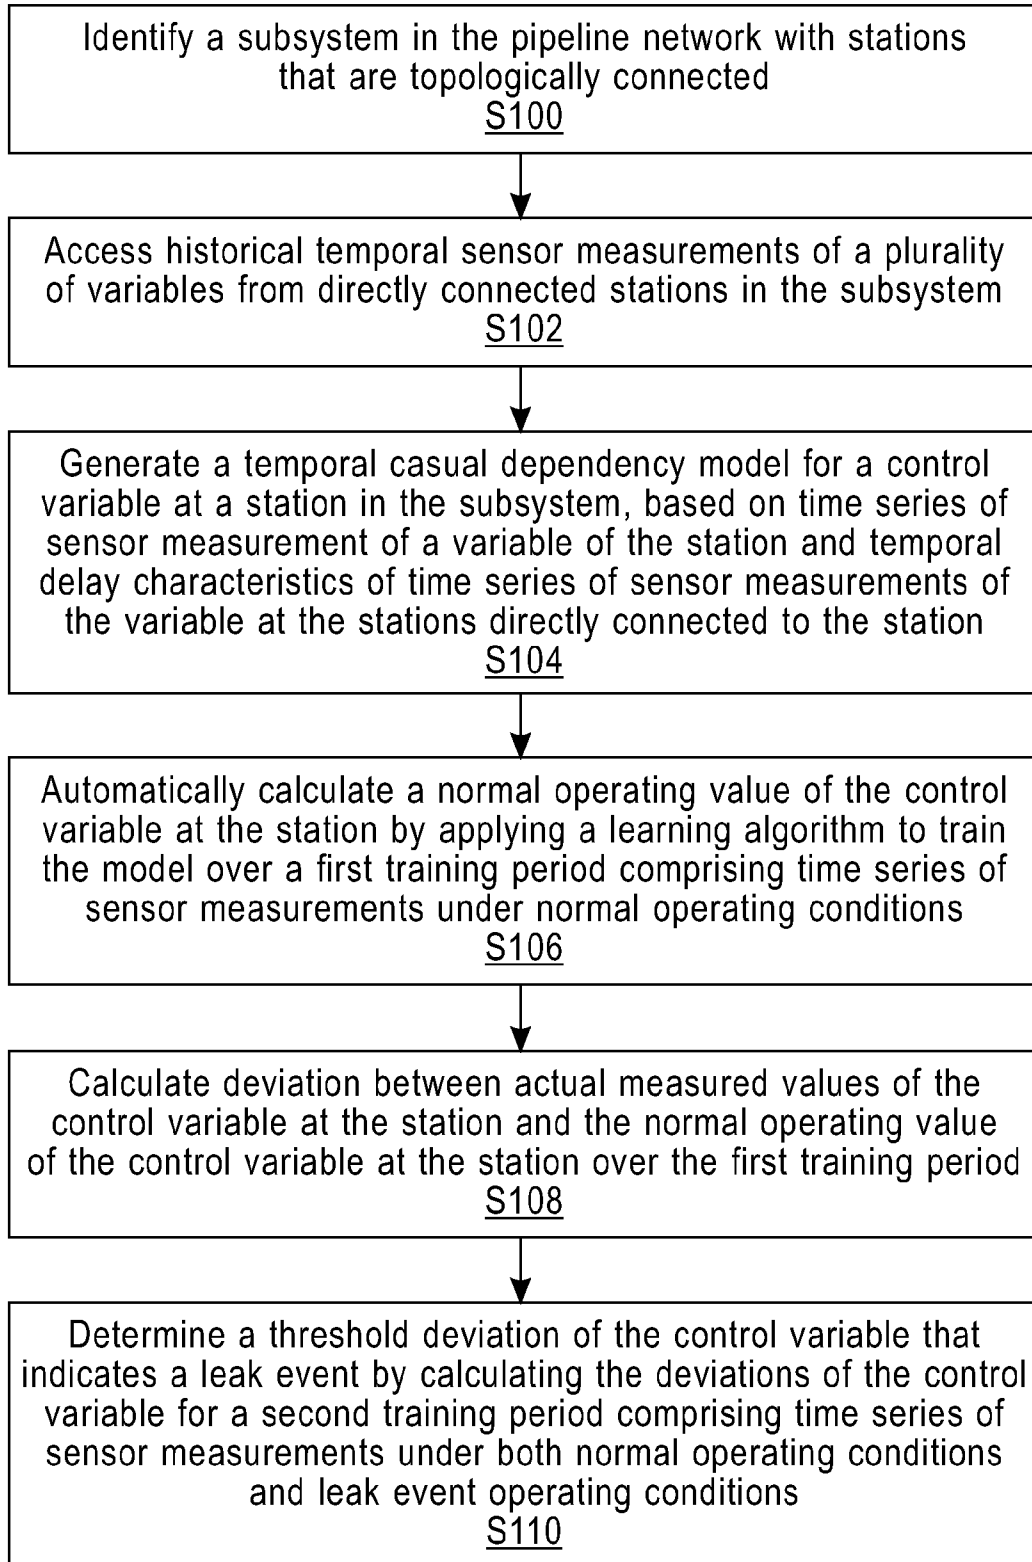 Identify a subsystem in the pipeline network with stations
that are topologically connected
S100
Access historical temporal sensor measurements of a plurality
of variables from directly connected stations in the subsystem
S102
Generate a temporal casual dependency model for a control
variable at a station in the subsystem, based on time series of
sensor measurement of a variable of the station and temporal
delay characteristics of time series of sensor measurements of
the variable at the stations directly connected to the station
S104
Automatically calculate a normal operating value of the control
variable at the station by applying a learning algorithm to train
the model over a first training period comprising time series of
sensor measurements under normal operating conditions
S106
Calculate deviation between actual measured values of the
control variable at the station and the normal operating value
of the control variable at the station over the first training period
S108
Determine a threshold deviation of the control variable that
indicates a leak event by calculating the deviations of the control
variable for a second training period comprising time series of
sensor measurements under both normal operating conditions
and leak event operating conditions
S110